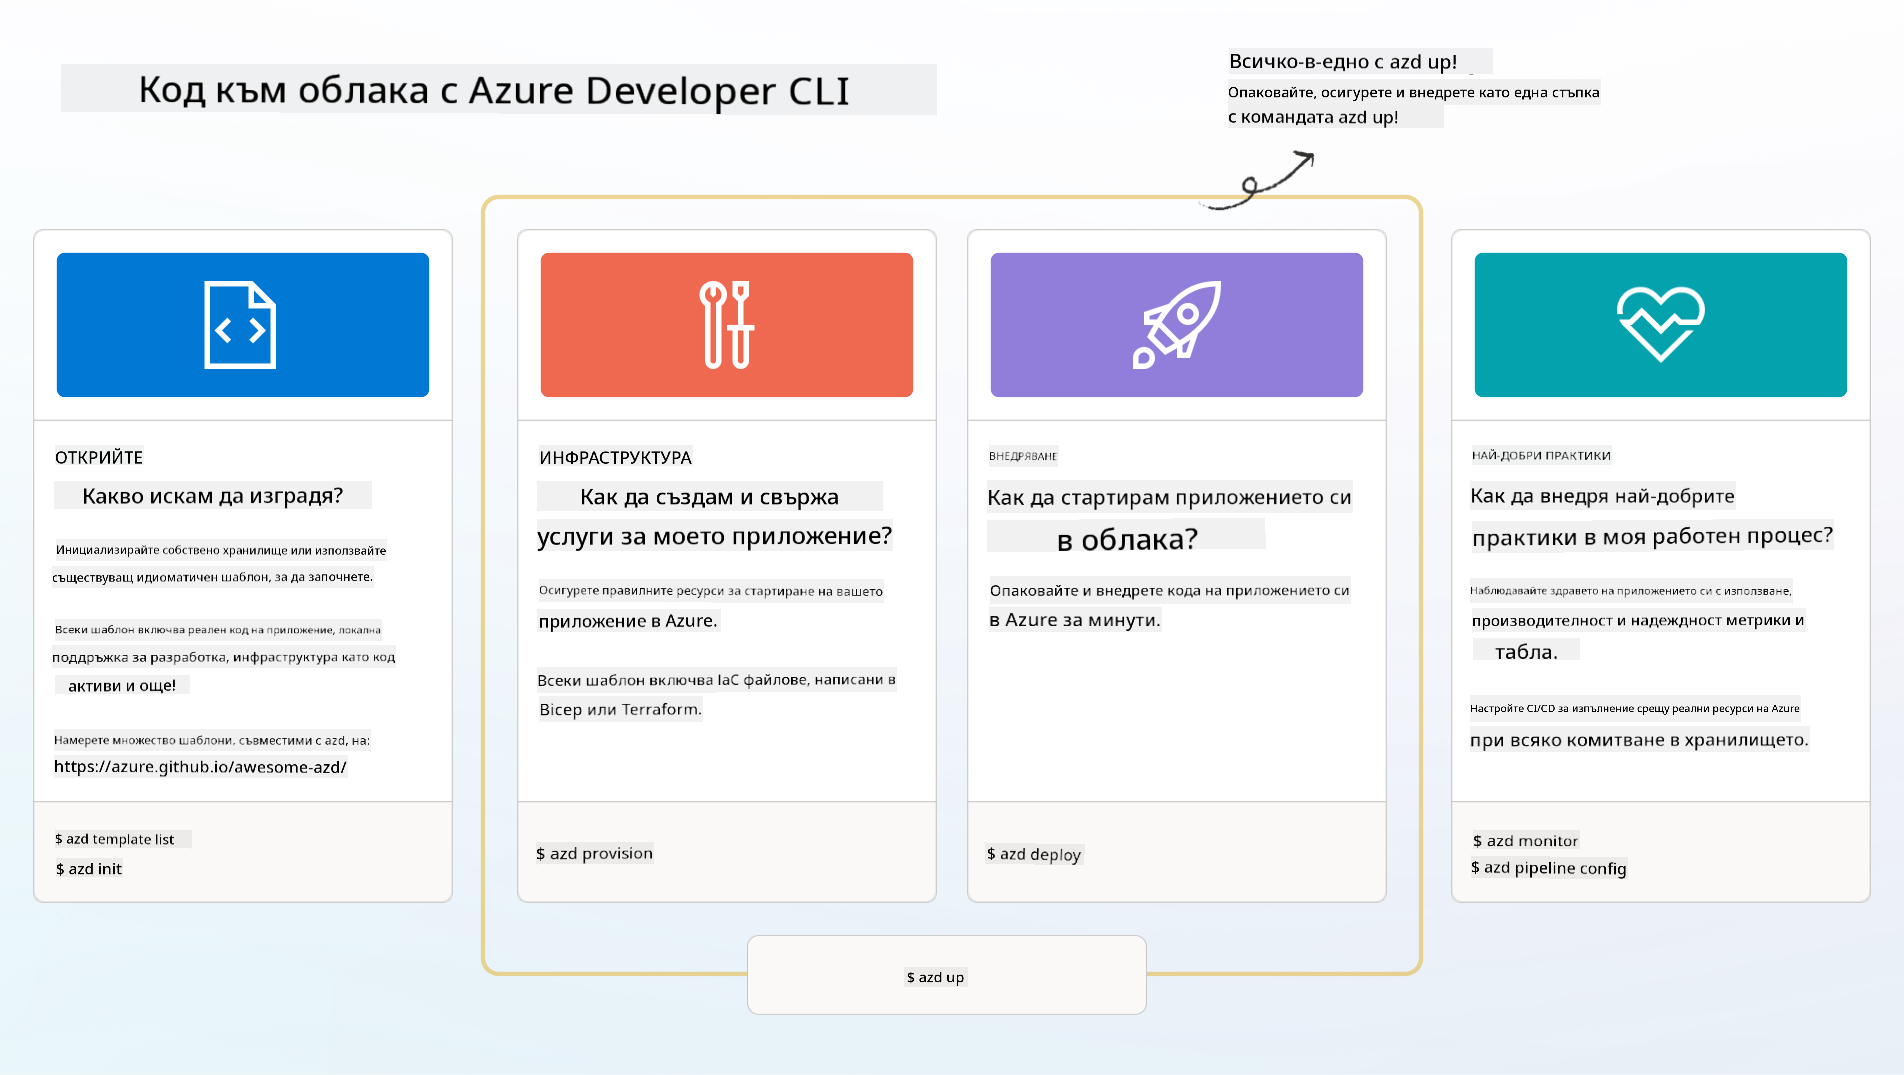 Код към облака с Azure Developer CLI
Всичко-в-едно с azd up!
Опаковайте, осигурете и внедрете като една стъпка
с командата azd up!
ОТКРИЙТЕ
Какво искам да изградя?
Инициализирайте собствено хранилище или използвайте
съществуващ идиоматичен шаблон, за да започнете.
Всеки шаблон включва реален код на приложение, локална
поддръжка за разработка, инфраструктура като код
активи и още!
Намерете множество шаблони, съвместими с azd, на:
https://azure.github.io/awesome-azd/
$ azd template list
$ azd init
ИНФРАСТРУКТУРА
Как да създам и свържа
услуги за моето приложение?
Осигурете правилните ресурси за стартиране на вашето
приложение в Azure.
Всеки шаблон включва IaC файлове, написани в
Bicep или Terraform.
$ azd provision
ВНЕДРЯВАНЕ
Как да стартирам приложението си
в облака?
Опаковайте и внедрете кода на приложението си
в Azure за минути.
$ azd deploy
НАЙ-ДОБРИ ПРАКТИКИ
Как да внедря най-добрите
практики в моя работен процес?
Наблюдавайте здравето на приложението си с използване,
производителност и надеждност метрики и
табла.
Настройте CI/CD за изпълнение срещу реални ресурси на Azure
при всяко комитване в хранилището.
$ azd monitor
$ azd pipeline config
$ azd up